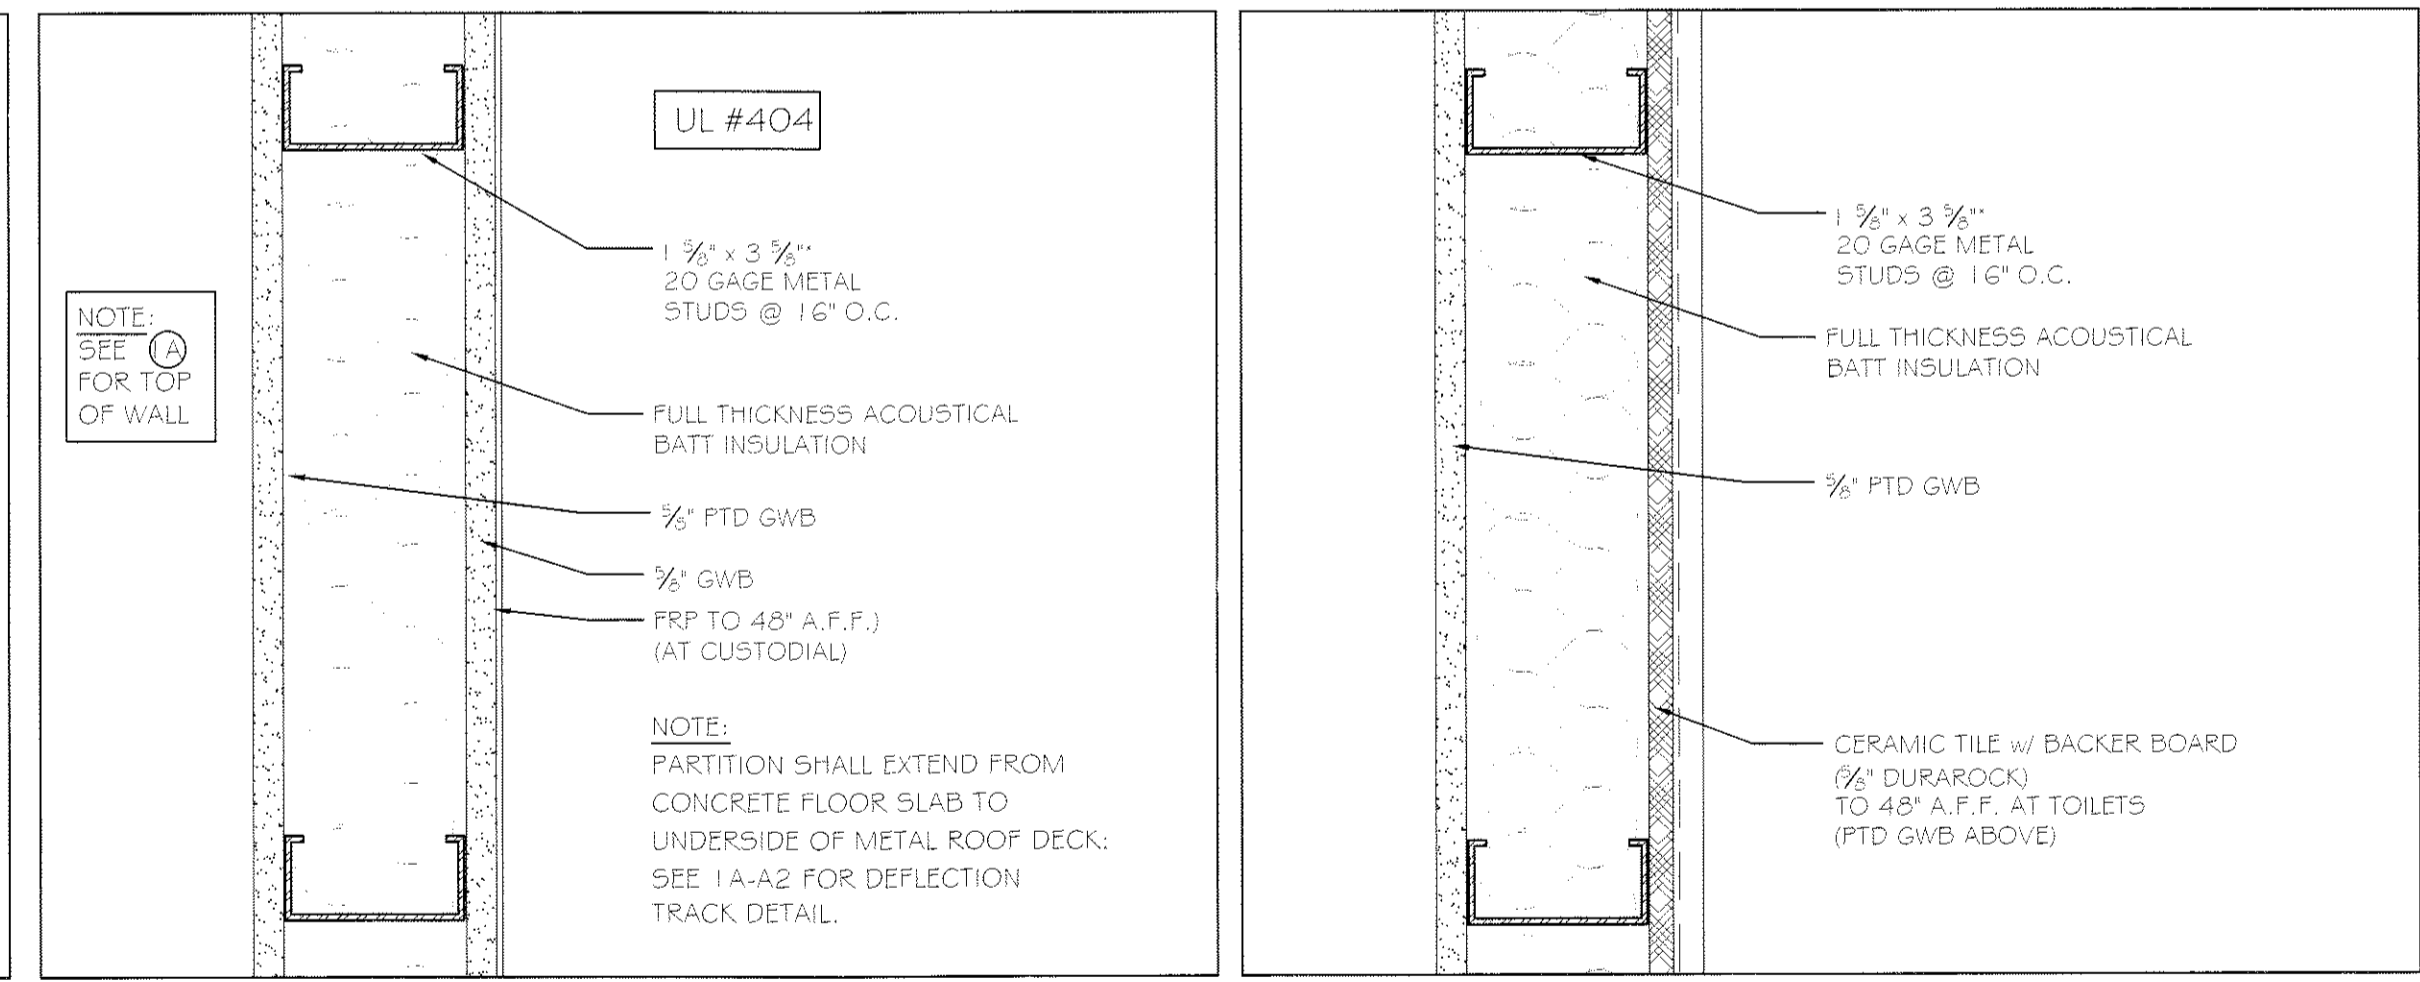 UL #404
1 5/8" x 3 5/8"*
20 GAGE METAL
STUDS @ 16" O.C.
NOTE:
SEE 1A
FOR TOP
OF WALL
FULL THICKNESS ACOUSTICAL
BATT INSULATION
5/8" PTD GWB
5/8" GWB
FRP TO 48" A.F.F.)
(AT CUSTODIAL)
NOTE:
PARTITION SHALL EXTEND FROM
CONCRETE FLOOR SLAB TO
UNDERSIDE OF METAL ROOF DECK:
SEE 1A-A2 FOR DEFLECTION
TRACK DETAIL.
1 5/8" x 3 5/8"*
20 GAGE METAL
STUDS @ 16" O.C.
FULL THICKNESS ACOUSTICAL
BATT INSULATION
5/8" PTD GWB
CERAMIC TILE w/ BACKER BOARD
(5/8" DURAROCK)
TO 48" A.F.F. AT TOILETS
(PTD GWB ABOVE)